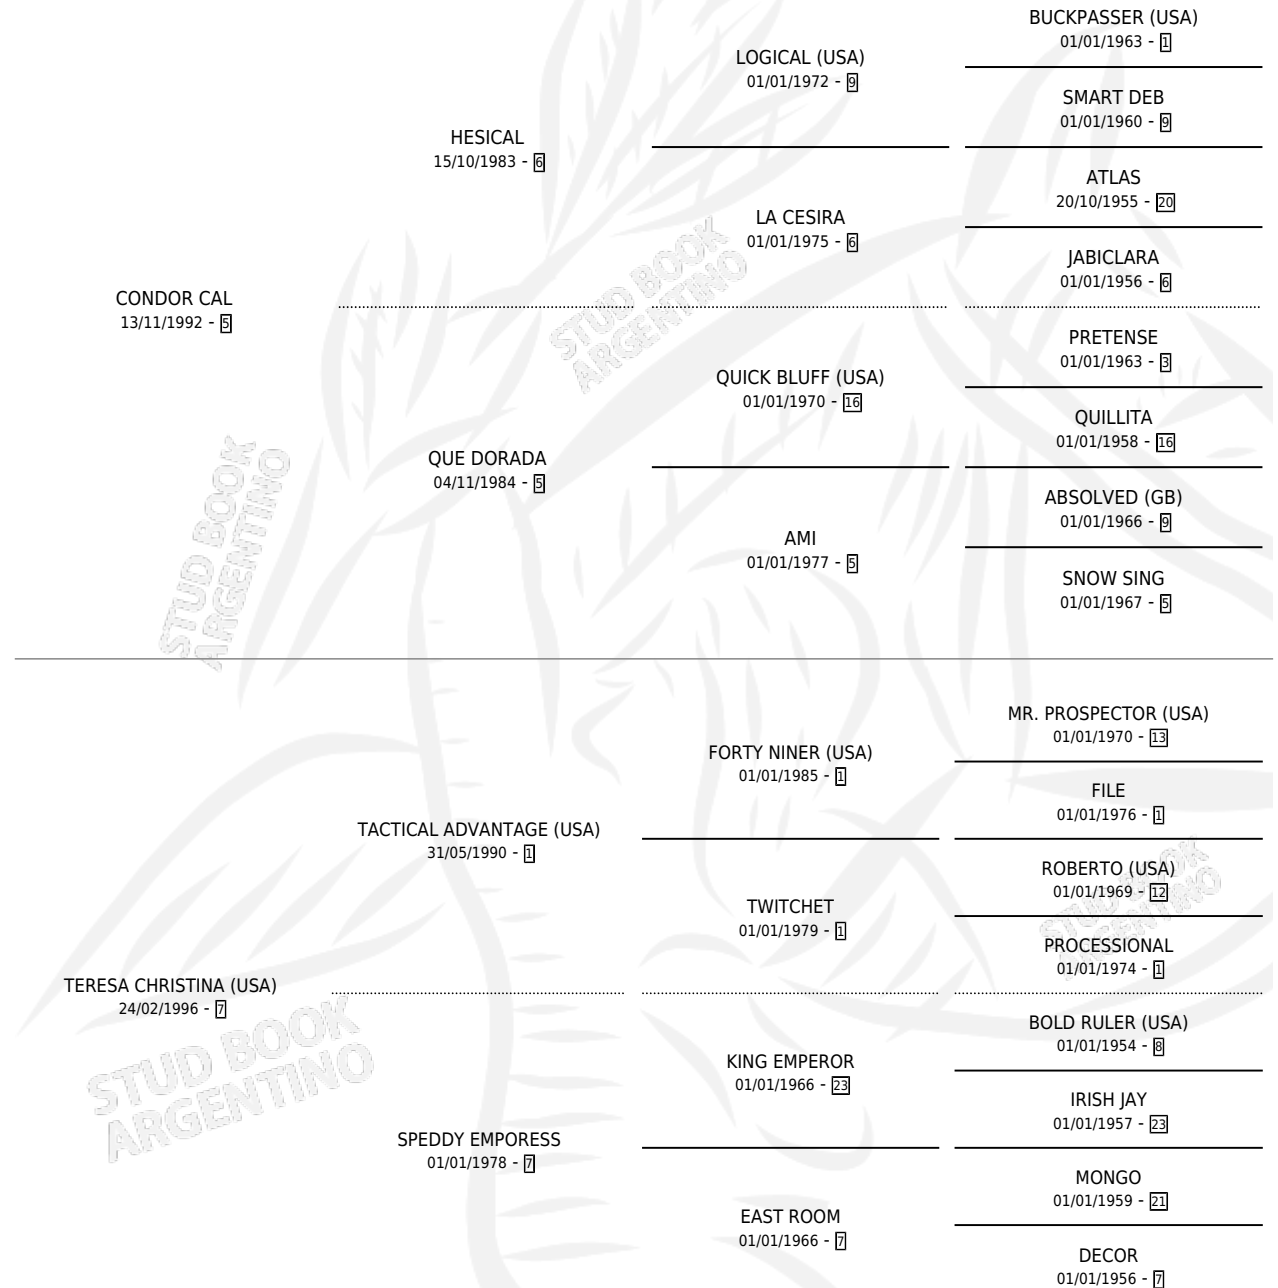 BUCKPASSER (USA)
01/01/1963 - 1
LOGICAL (USA)
01/01/1972 - 9
SMART DEB
01/01/1960 - 9
HESICAL
15/10/1983 - 6
ATLAS
20/10/1955 - 20
LA CESIRA
01/01/1975 - 6
JABICLARA
01/01/1956 - 6
CONDOR CAL
13/11/1992 - 5
PRETENSE
01/01/1963 - 3
QUICK BLUFF (USA)
01/01/1970 - 16
QUILLITA
01/01/1958 - 16
QUE DORADA
04/11/1984 - 5
ABSOLVED (GB)
01/01/1966 - 9
AMI
01/01/1977 - 5
SNOW SING
01/01/1967 - 5
MR. PROSPECTOR (USA)
01/01/1970 - 13
FORTY NINER (USA)
01/01/1985 - 1
FILE
01/01/1976 - 1
TACTICAL ADVANTAGE (USA)
31/05/1990 - 1
ROBERTO (USA)
01/01/1969 - 12
TWITCHET
01/01/1979 - 1
PROCESSIONAL
01/01/1974 - 1
TERESA CHRISTINA (USA)
24/02/1996 - 7
BOLD RULER (USA)
01/01/1954 - 8
KING EMPEROR
01/01/1966 - 23
IRISH JAY
01/01/1957 - 23
SPEDDY EMPORESS
01/01/1978 - 7
MONGO
01/01/1959 - 21
EAST ROOM
01/01/1966 - 7
DECOR
01/01/1956 - 7
STUD BOOK
ARGENTINO
STUD BOOK
ARGENTINO
STUD BOOK
ARGENTINO
STUD BOOK
ARGENTINO